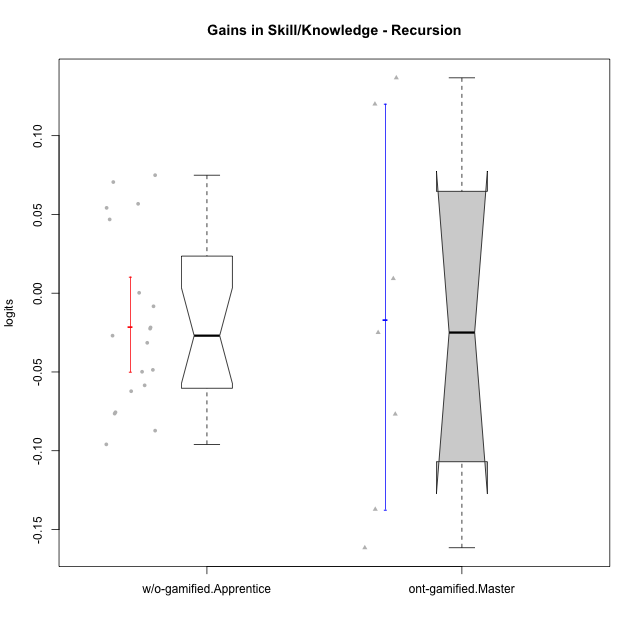 Gains in Skill/Knowledge - Recursion
logits
0.10
0.05
0.00
-0.05
-0.10
-0.15
w/o-gamified.Apprentice
ont-gamified.Master